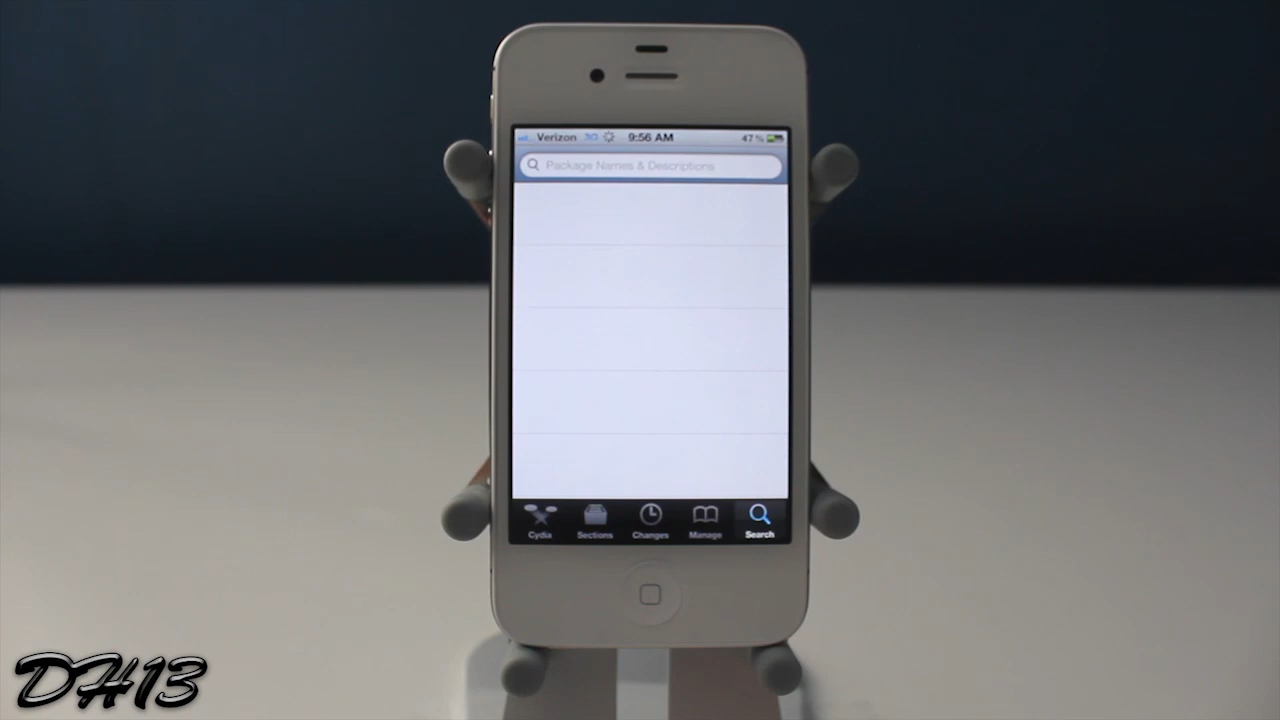 Verizon 3G 9:56 AM 47%
Package Names & Descriptions
Cydia Sections Changes Manage Search
DH13